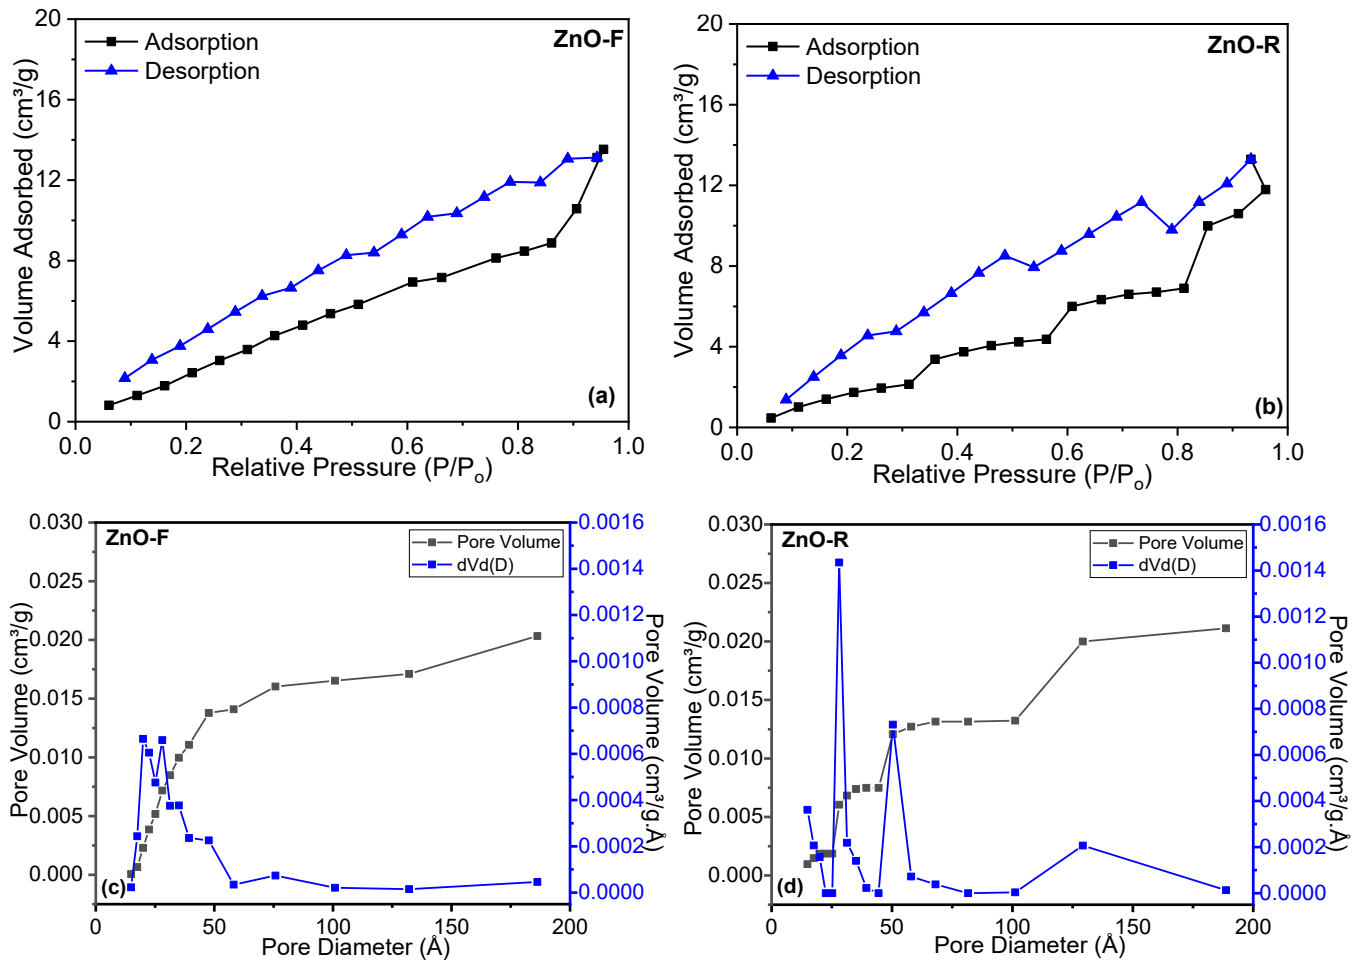 ZnO-F
Adsorption
Desorption
Volume Adsorbed (cm³/g)
20
16
12
8
4
0
0.0 0.2 0.4 0.6 0.8 1.0
Relative Pressure (P/Pₒ)
(a)
ZnO-R
Adsorption
Desorption
Volume Adsorbed (cm³/g)
20
16
12
8
4
0
0.0 0.2 0.4 0.6 0.8 1.0
Relative Pressure (P/Pₒ)
(b)
ZnO-F
Pore Volume
dVd(D)
Pore Volume (cm³/g)
0.030
0.025
0.020
0.015
0.010
0.005
0.000
0.0016
0.0014
0.0012
0.0010
0.0008
0.0006
0.0004
0.0002
0.0000
Pore Volume (cm³/g.Å)
(c)
0 50 100 150 200
Pore Diameter (Å)
ZnO-R
Pore Volume
dVd(D)
Pore Volume (cm³/g)
0.030
0.025
0.020
0.015
0.010
0.005
0.000
0.0016
0.0014
0.0012
0.0010
0.0008
0.0006
0.0004
0.0002
0.0000
Pore Volume (cm³/g.Å)
(d)
0 50 100 150 200
Pore Diameter (Å)